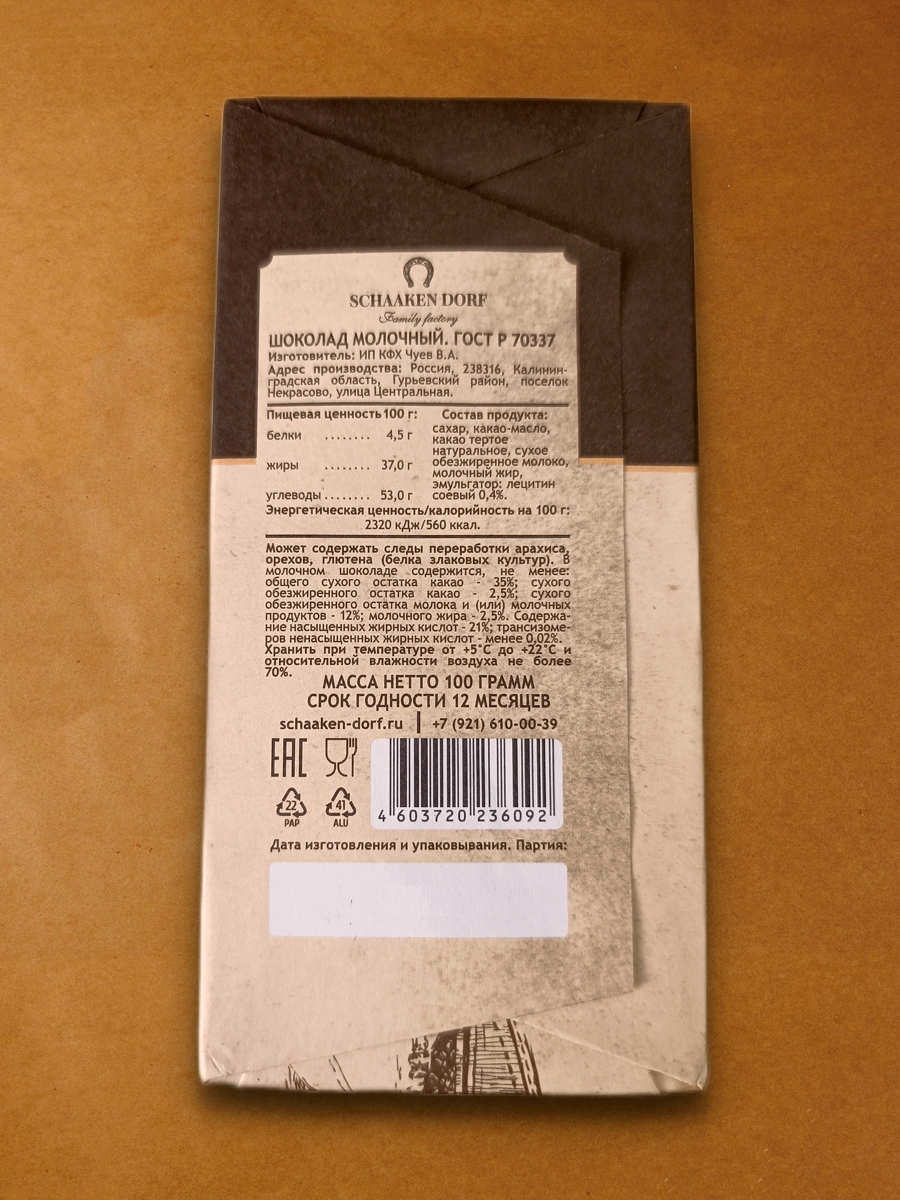 SCHAAKEN DORF
Family factory
ШОКОЛАД МОЛОЧНЫЙ. ГОСТ Р 70337
Изготовитель: ИП КФХ Чуев В.А.
Адрес производства: Россия, 238316, Калинин-
градская область, Гурьевский район, поселок
Некрасово, улица Центральная.
Пищевая ценность 100 г:
белки ........ 4,5 г
жиры ........ 37,0 г
углеводы ........ 53,0 г
Состав продукта:
сахар, какао-масло,
какао тертое
натуральное, сухое
обезжиренное молоко,
молочный жир,
эмульгатор: лецитин
соевый 0,4%.
Энергетическая ценность/калорийность на 100 г:
2320 кДж/560 ккал.
Может содержать следы переработки арахиса,
орехов, глютена (белка злаковых культур). В
молочном шоколаде содержится, не менее:
общего сухого остатка какао - 35%; сухого
обезжиренного остатка какао - 2,5%; сухого
обезжиренного остатка молока и (или) молочных
продуктов - 12%; молочного жира - 2,5%. Содержа-
ние насыщенных жирных кислот - 21%; трансизоме-
ров ненасыщенных жирных кислот - менее 0,02%.
Хранить при температуре от +5°С до +22°С и
относительной влажности воздуха не более
70%.
МАССА НЕТТО 100 ГРАММ
СРОК ГОДНОСТИ 12 МЕСЯЦЕВ
schaaken-dorf.ru | +7 (921) 610-00-39
EAC
22
PAP
41
ALU
4 603720 236092
Дата изготовления и упаковывания. Партия: